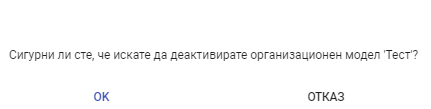 Сигурни ли сте, че искате да деактивирате организационен модел 'Тест'?
OK
ОТКАЗ